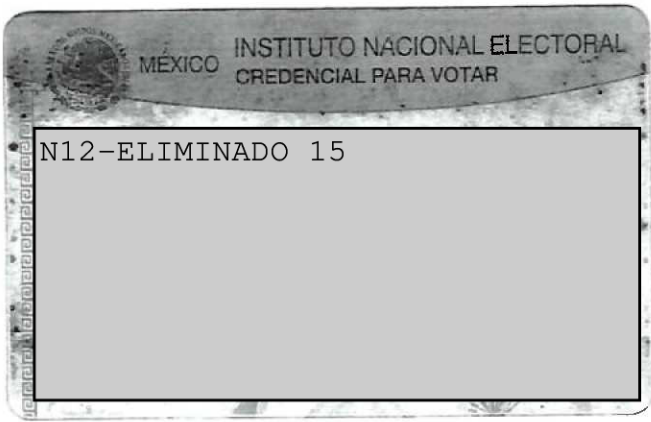 MÉXICO
INSTITUTO NACIONAL ELECTORAL
CREDENCIAL PARA VOTAR
N12-ELIMINADO 15